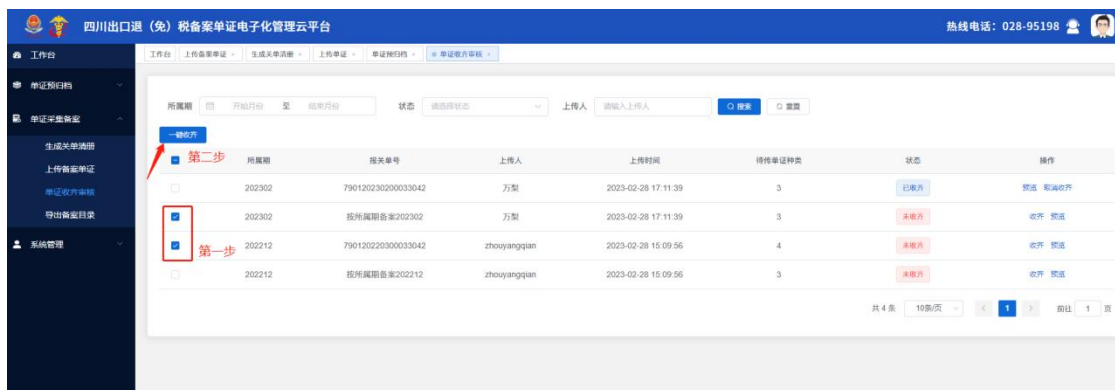 四川出口退（免）税备案单证电子化管理云平台
热线电话：028-95198
工作台
单证预归档
单证采集备案
生成关单清册
上传备案单证
单证收齐审核
导出备案目录
系统管理
工作台 上传备案单证 × 生成关单清册 × 上传单证 × 单证预归档 × 单证收齐审核 ×
所属期 开始月份 至 结束月份 状态 请选择状态 上传人 请输入上传人 搜索 重置
一键收齐
第二步
所属期 报关单号 上传人 上传时间 待传单证种类 状态 操作
202302 790120230200033042 万梨 2023-02-28 17:11:39 3 已收齐 预览 取消收齐
202302 按所属期备案202302 万梨 2023-02-28 17:11:39 3 未收齐 收齐 预览
第一步
202212 790120220300033042 zhouyangqian 2023-02-28 15:09:56 4 未收齐 收齐 预览
202212 按所属期备案202212 zhouyangqian 2023-02-28 15:09:56 3 未收齐 收齐 预览
共 4 条 10条/页 < 1 > 前往 1 页